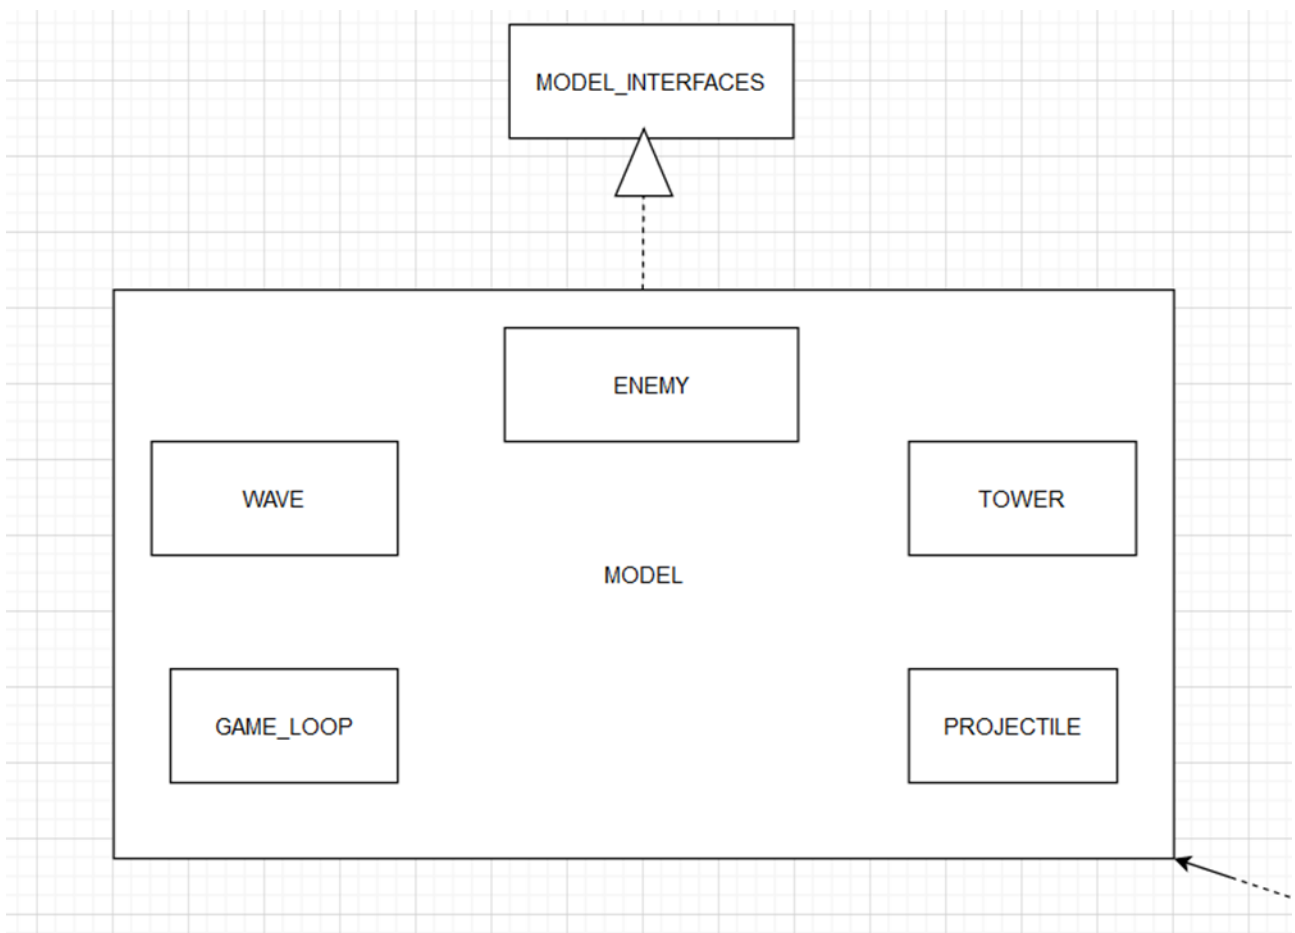 MODEL_INTERFACES
ENEMY
WAVE
TOWER
MODEL
GAME_LOOP
PROJECTILE